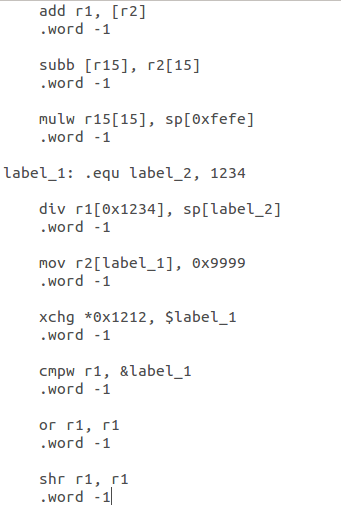 add r1, [r2]
.word -1
subb [r15], r2[15]
.word -1
mulw r15[15], sp[0xfefe]
.word -1
label_1: .equ label_2, 1234
div r1[0x1234], sp[label_2]
.word -1
mov r2[label_1], 0x9999
.word -1
xchg *0x1212, $label_1
.word -1
cmpw r1, &label_1
.word -1
or r1, r1
.word -1
shr r1, r1
.word -1